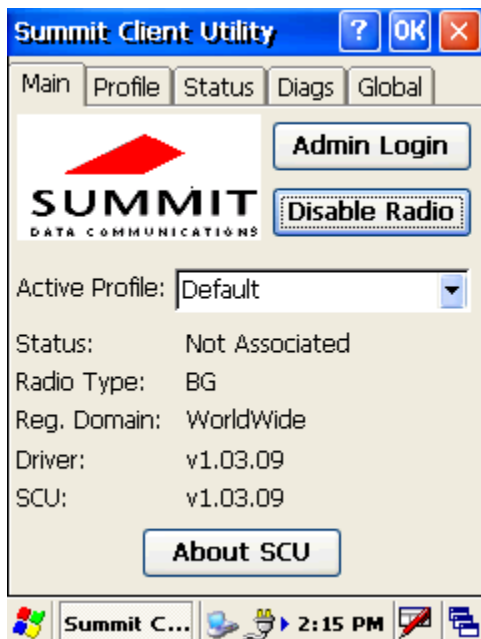 Summit Client Utility ? OK ×
Main Profile Status Diags Global
SUMMIT
DATA COMMUNICATIONS
Admin Login
Disable Radio
Active Profile: Default
Status: Not Associated
Radio Type: BG
Reg. Domain: WorldWide
Driver: v1.03.09
SCU: v1.03.09
About SCU
Summit C... 2:15 PM